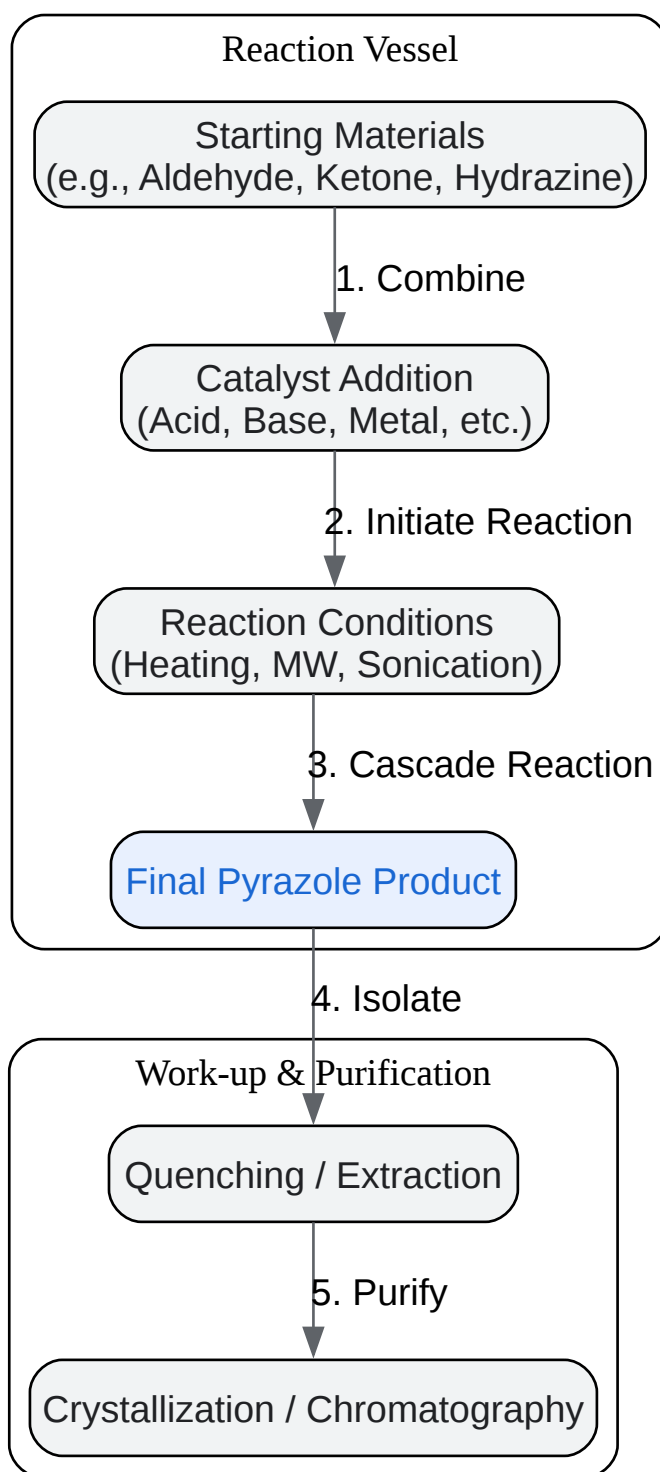 Reaction Vessel
Starting Materials
(e.g., Aldehyde, Ketone, Hydrazine)
1. Combine
Catalyst Addition
(Acid, Base, Metal, etc.)
2. Initiate Reaction
Reaction Conditions
(Heating, MW, Sonication)
3. Cascade Reaction
Final Pyrazole Product
4. Isolate
Work-up & Purification
Quenching / Extraction
5. Purify
Crystallization / Chromatography